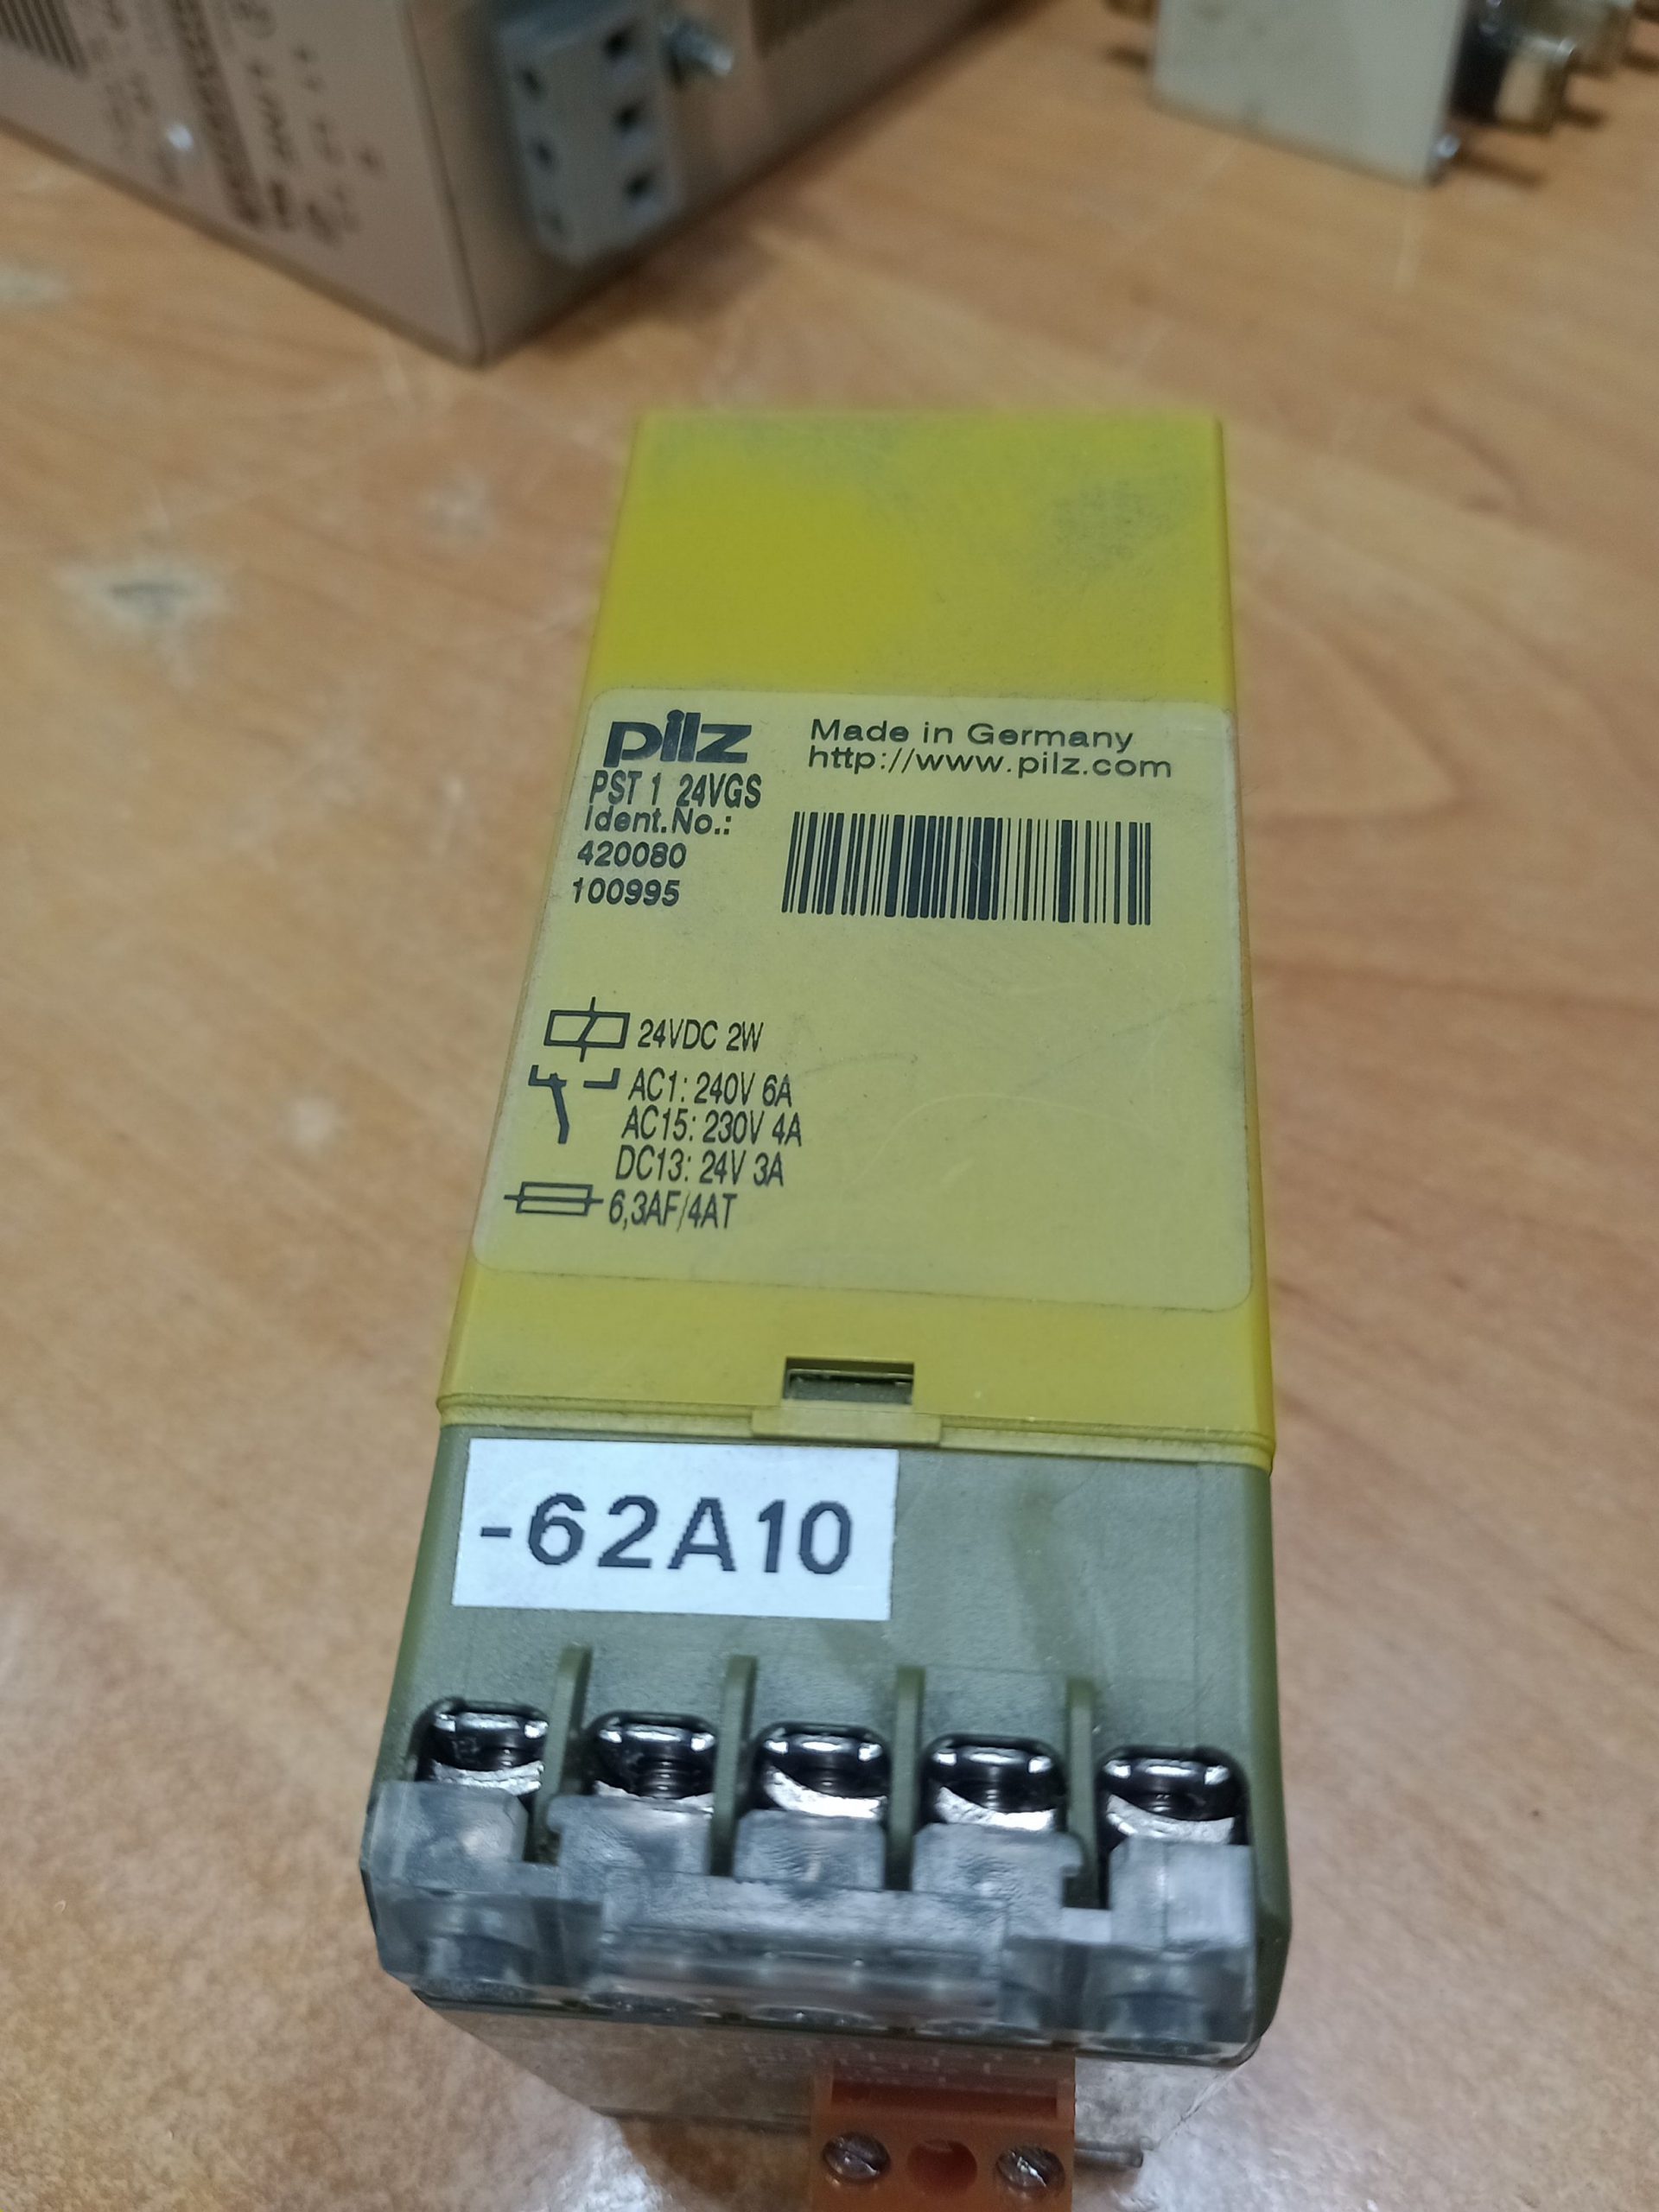 pilz
Made in Germany
http://www.pilz.com
PST 1 24VGS
Ident.No.:
420080
100995
24VDC 2W
AC1: 240V 6A
AC15: 230V 4A
DC13: 24V 3A
6,3AF/4AT
-62A10